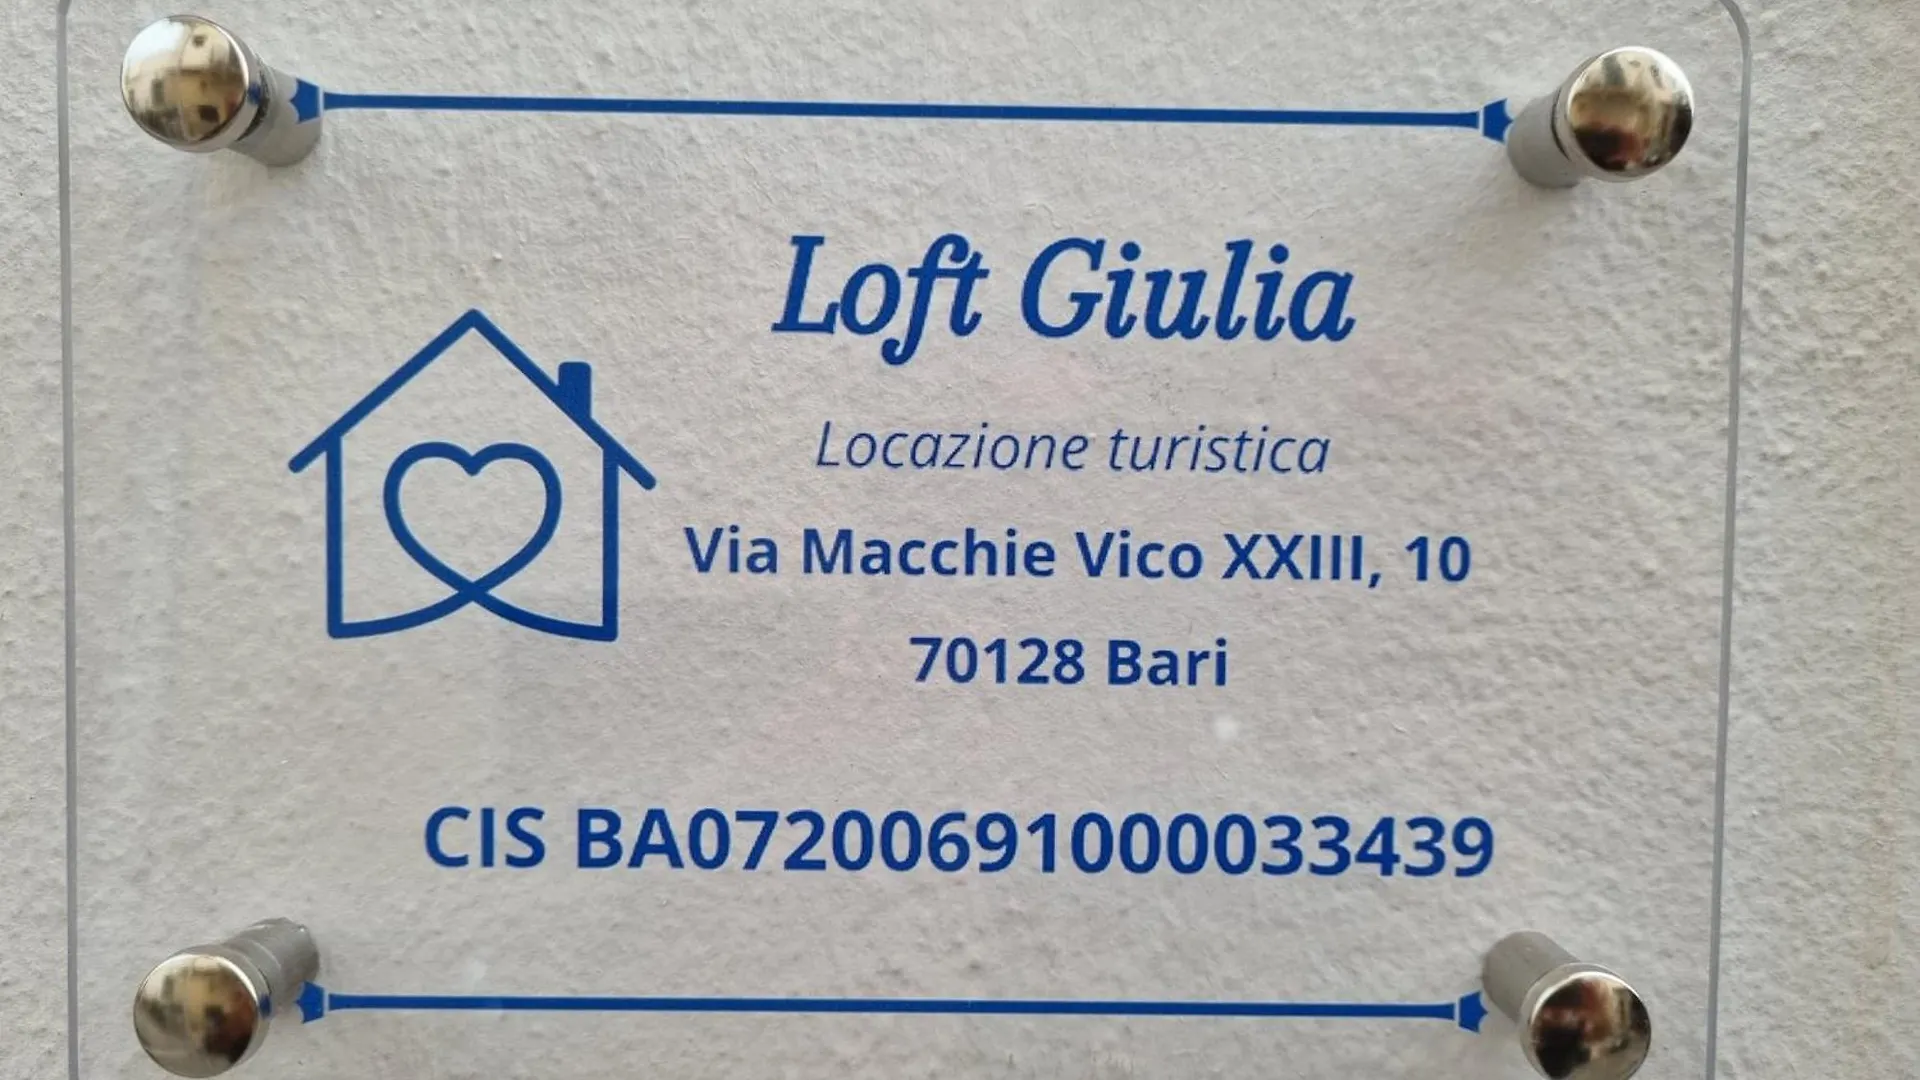 Loft Giulia
Locazione turistica
Via Macchie Vico XXIII, 10
70128 Bari
CIS BA07200691000033439